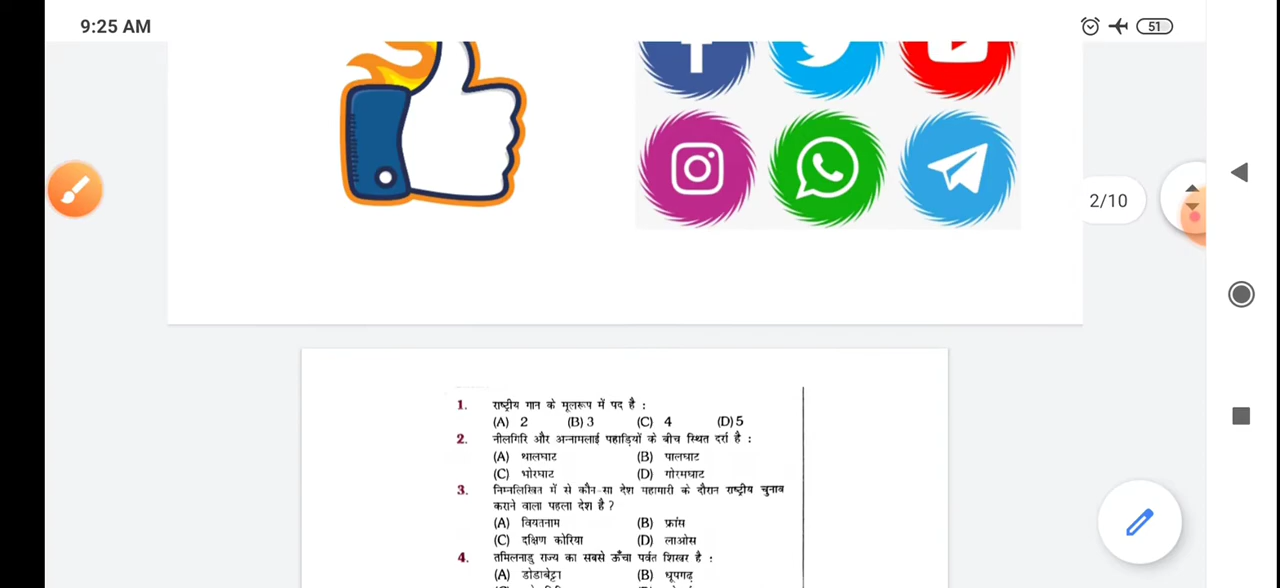 9:25 AM
51
2/10
1. राष्ट्रीय गान के मूलरूप में पद है :
(A) 2 (B) 3 (C) 4 (D) 5
2. नीलगिरि और अन्नामलाई पहाड़ियों के बीच स्थित दर्रा है :
(A) थालघाट (B) पालघाट
(C) भोरघाट (D) गोरमघाट
3. निम्नलिखित में से कौन-सा देश महामारी के दौरान राष्ट्रीय चुनाव
कराने वाला पहला देश है ?
(A) वियतनाम (B) फ्रांस
(C) दक्षिण कोरिया (D) लाओस
4. तमिलनाडु राज्य का सबसे ऊँचा पर्वत शिखर है :
(A) डोडाबेट्टा (B) धूपगढ़